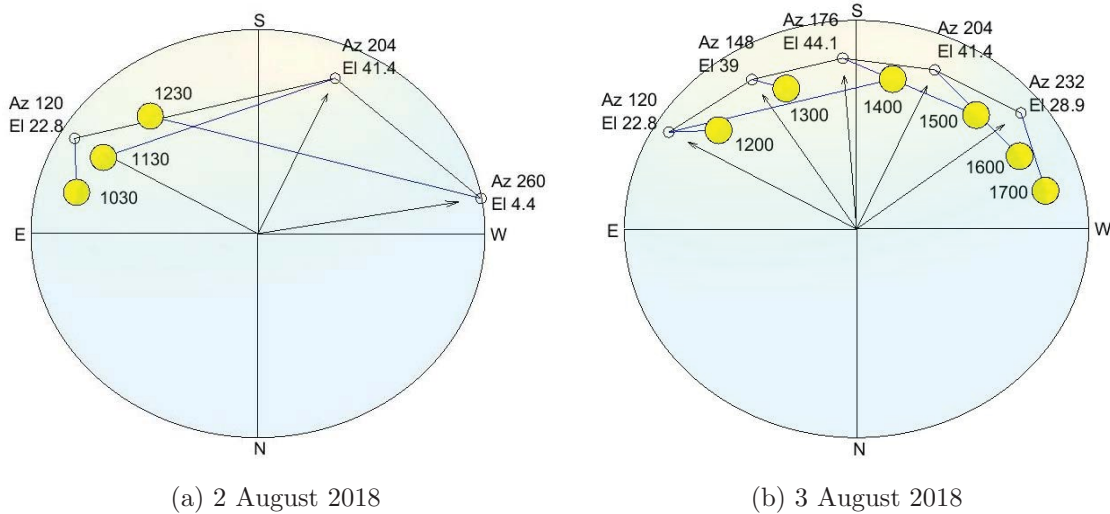 S
Az 204
El 41.4
1230
Az 120
El 22.8
1130
1030
Az 260
El 4.4
E
W
N
(a) 2 August 2018
S
Az 176
El 44.1
Az 204
El 41.4
Az 148
El 39
Az 232
El 28.9
Az 120
El 22.8
1300
1400
1500
1200
1600
1700
E
W
N
(b) 3 August 2018